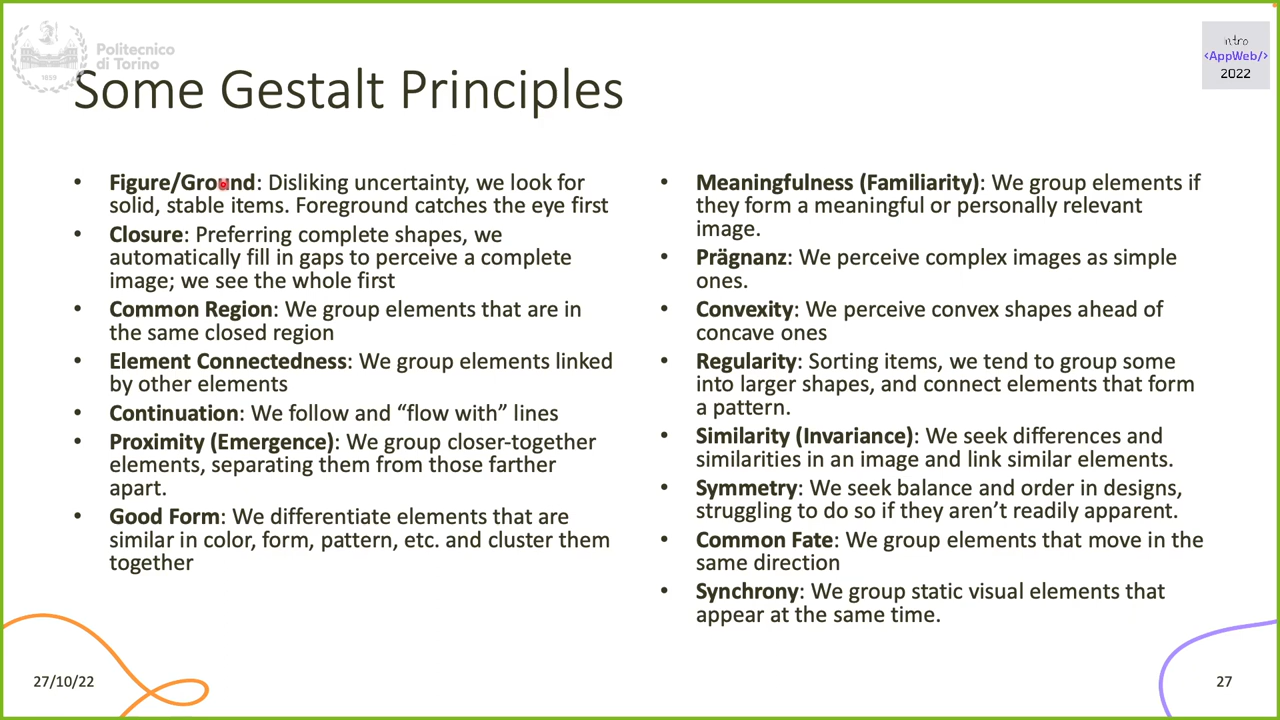 Politecnico
di Torino
1859
intro
<AppWeb/>
2022
Some Gestalt Principles
• Figure/Ground: Disliking uncertainty, we look for
solid, stable items. Foreground catches the eye first
• Closure: Preferring complete shapes, we
automatically fill in gaps to perceive a complete
image; we see the whole first
• Common Region: We group elements that are in
the same closed region
• Element Connectedness: We group elements linked
by other elements
• Continuation: We follow and “flow with” lines
• Proximity (Emergence): We group closer-together
elements, separating them from those farther
apart.
• Good Form: We differentiate elements that are
similar in color, form, pattern, etc. and cluster them
together
• Meaningfulness (Familiarity): We group elements if
they form a meaningful or personally relevant
image.
• Prägnanz: We perceive complex images as simple
ones.
• Convexity: We perceive convex shapes ahead of
concave ones
• Regularity: Sorting items, we tend to group some
into larger shapes, and connect elements that form
a pattern.
• Similarity (Invariance): We seek differences and
similarities in an image and link similar elements.
• Symmetry: We seek balance and order in designs,
struggling to do so if they aren’t readily apparent.
• Common Fate: We group elements that move in the
same direction
• Synchrony: We group static visual elements that
appear at the same time.
27/10/22
27